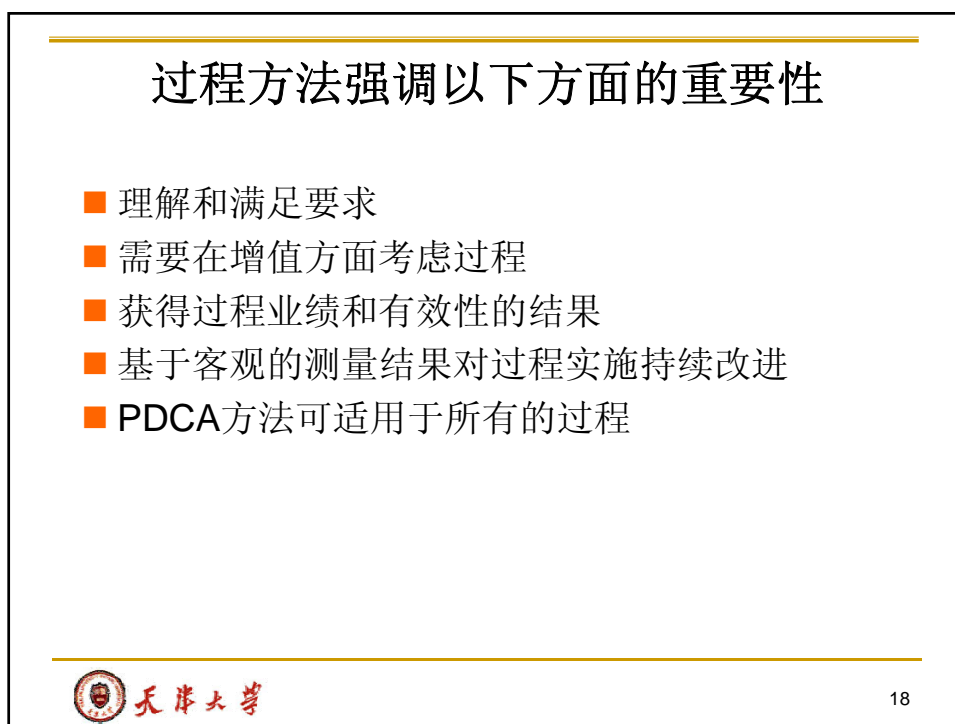 过程方法强调以下方面的重要性
理解和满足要求
需要在增值方面考虑过程
获得过程业绩和有效性的结果
基于客观的测量结果对过程实施持续改进
PDCA方法可适用于所有的过程
天津大学
18